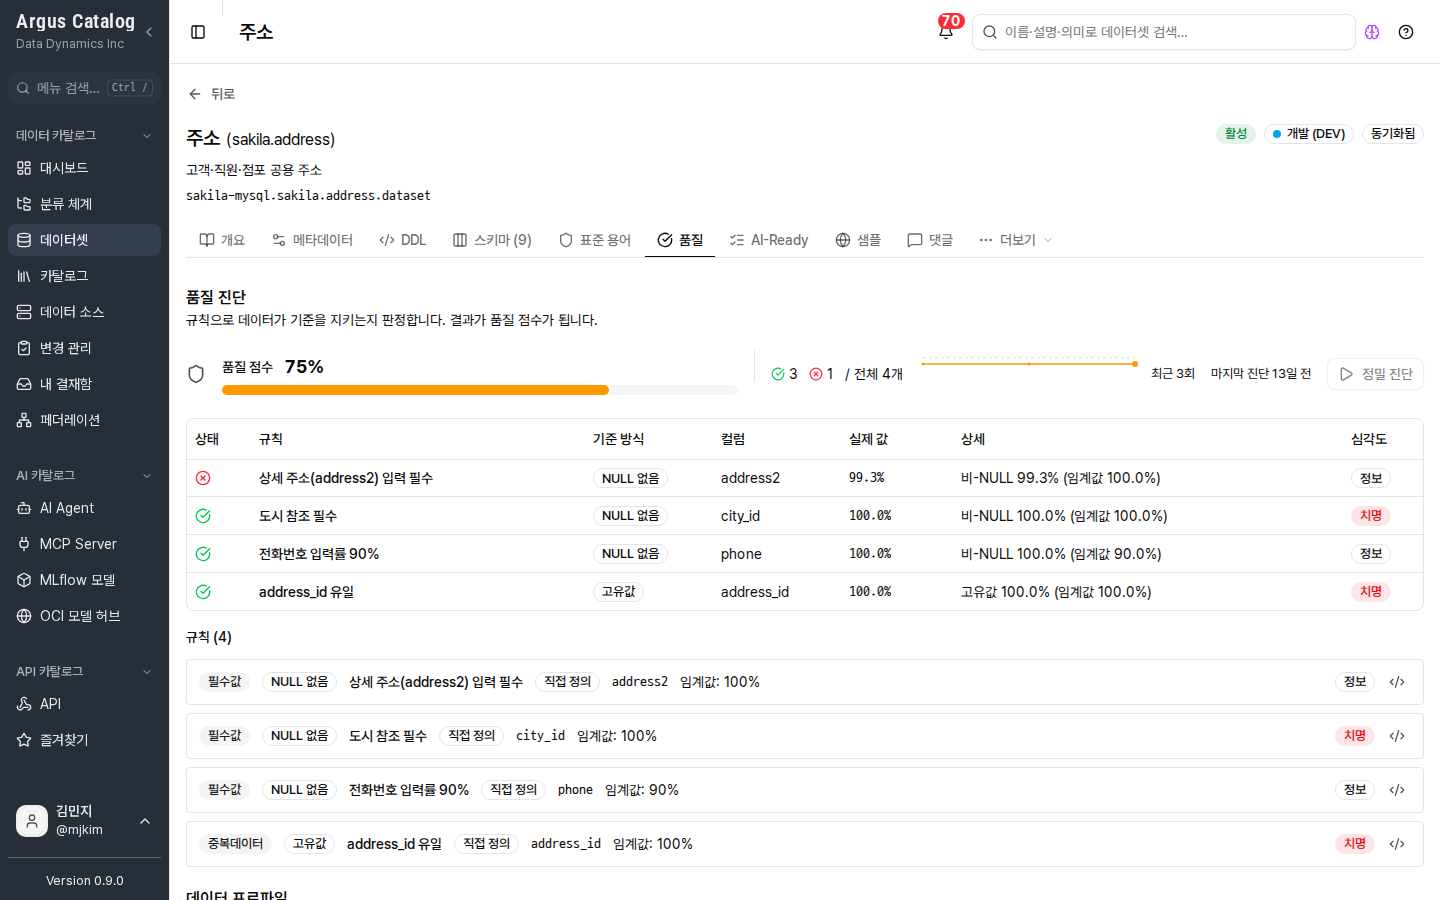 Argus Catalog
Data Dynamics Inc
메뉴 검색... Ctrl /
데이터 카탈로그
대시보드
분류 체계
데이터셋
카탈로그
데이터 소스
변경 관리
내 결재함
페더레이션
AI 카탈로그
AI Agent
MCP Server
MLflow 모델
OCI 모델 허브
API 카탈로그
API
즐겨찾기
김민지
@mjkim
Version 0.9.0
주소
70
이름·설명·의미로 데이터셋 검색...
뒤로
주소 (sakila.address)
활성 개발 (DEV) 동기화됨
고객·직원·점포 공용 주소
sakila-mysql.sakila.address.dataset
개요 메타데이터 DDL 스키마 (9) 표준 용어 품질 AI-Ready 샘플 댓글 더보기
품질 진단
규칙으로 데이터가 기준을 지키는지 판정합니다. 결과가 품질 점수가 됩니다.
품질 점수 75%
3 1 / 전체 4개
최근 3회 마지막 진단 13일 전 정밀 진단
상태 규칙 기준 방식 컬럼 실제 값 상세 심각도
상세 주소(address2) 입력 필수 NULL 없음 address2 99.3% 비-NULL 99.3% (임계값 100.0%) 정보
도시 참조 필수 NULL 없음 city_id 100.0% 비-NULL 100.0% (임계값 100.0%) 치명
전화번호 입력률 90% NULL 없음 phone 100.0% 비-NULL 100.0% (임계값 90.0%) 정보
address_id 유일 고유값 address_id 100.0% 고유값 100.0% (임계값 100.0%) 치명
규칙 (4)
필수값 NULL 없음 상세 주소(address2) 입력 필수 직접 정의 address2 임계값: 100% 정보
필수값 NULL 없음 도시 참조 필수 직접 정의 city_id 임계값: 100% 치명
필수값 NULL 없음 전화번호 입력률 90% 직접 정의 phone 임계값: 90% 정보
중복데이터 고유값 address_id 유일 직접 정의 address_id 임계값: 100% 치명
데이터 프로파일